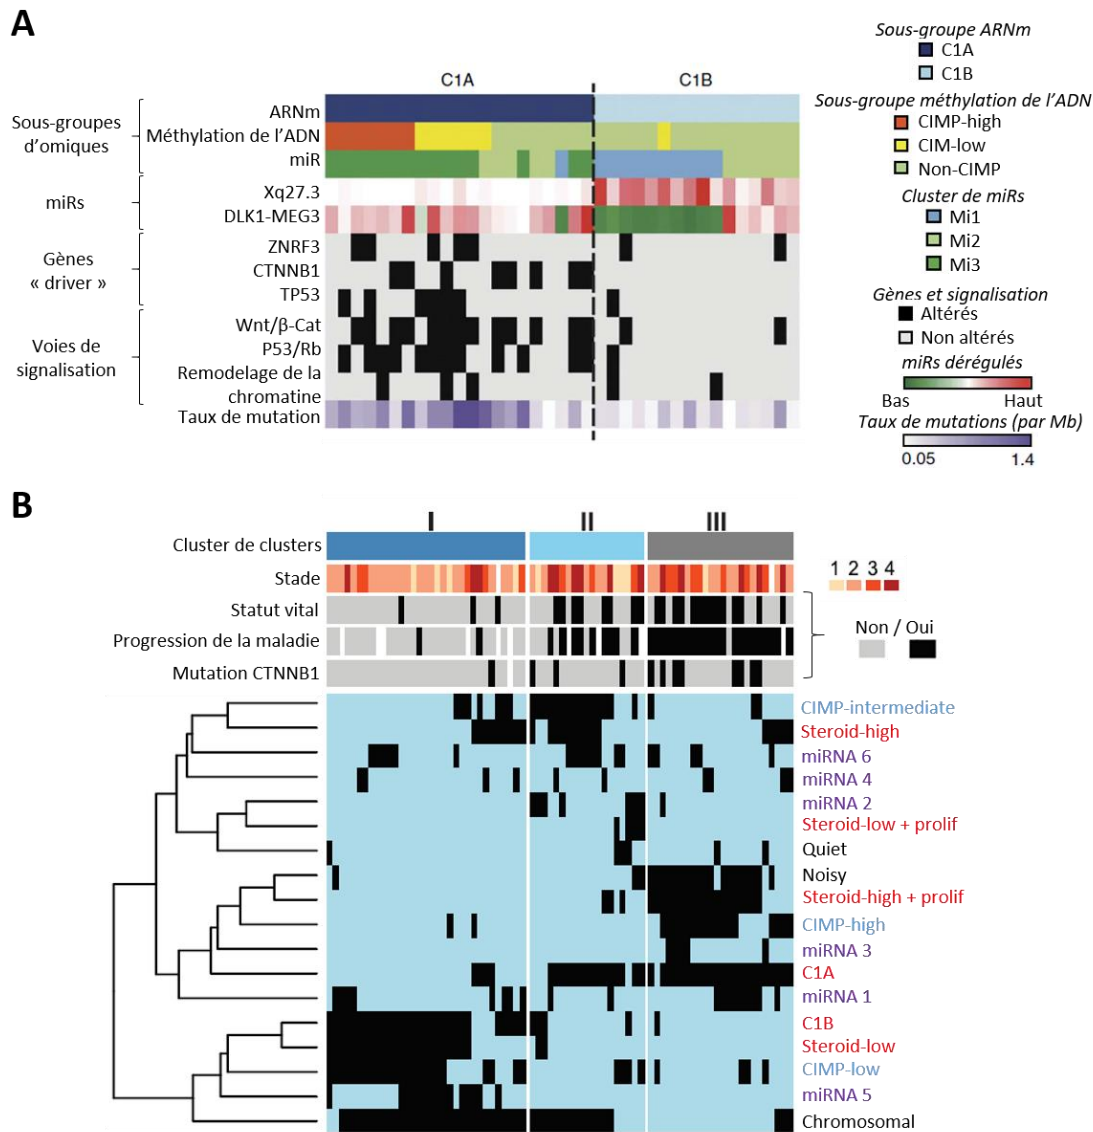 A
C1A
C1B
Sous-groupes
d'omiques
ARNm
Méthylation de l'ADN
miR
miRs
Xq27.3
DLK1-MEG3
Gènes
« driver »
ZNRF3
CTNNB1
TP53
Voies de
signalisation
Wnt/β-Cat
P53/Rb
Remodelage de la
chromatine
Taux de mutation
Sous-groupe ARNm
C1A
C1B
Sous-groupe méthylation de l'ADN
CIMP-high
CIM-low
Non-CIMP
Cluster de miRs
Mi1
Mi2
Mi3
Gènes et signalisation
Altérés
Non altérés
miRs dérégulés
Bas Haut
Taux de mutations (par Mb)
0.05 1.4
B
I II III
Cluster de clusters
Stade
Statut vital
Progression de la maladie
Mutation CTNNB1
1 2 3 4
Non / Oui
CIMP-intermediate
Steroid-high
miRNA 6
miRNA 4
miRNA 2
Steroid-low + prolif
Quiet
Noisy
Steroid-high + prolif
CIMP-high
miRNA 3
C1A
miRNA 1
C1B
Steroid-low
CIMP-low
miRNA 5
Chromosomal